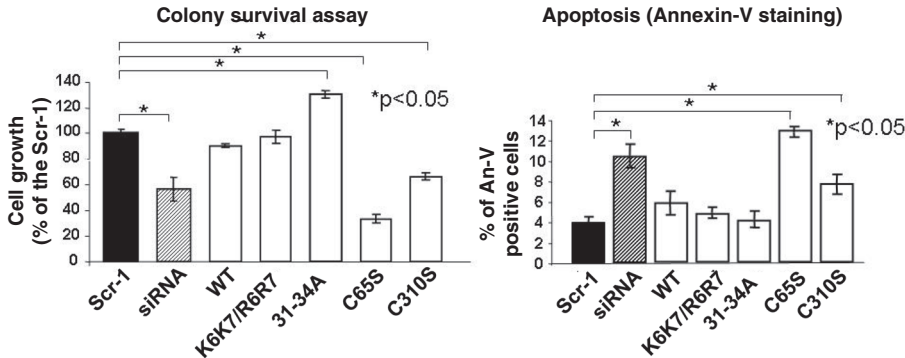 Colony survival assay
*
*
*
*
*p<0.05
Cell growth
(% of the Scr-1)
140
120
100
80
60
40
20
0
Scr-1
siRNA
WT
K6K7/R6R7
31-34A
C65S
C310S
Apoptosis (Annexin-V staining)
*
*
*
*p<0.05
% of An-V
positive cells
14
12
10
8
6
4
2
0
Scr-1
siRNA
WT
K6K7/R6R7
31-34A
C65S
C310S